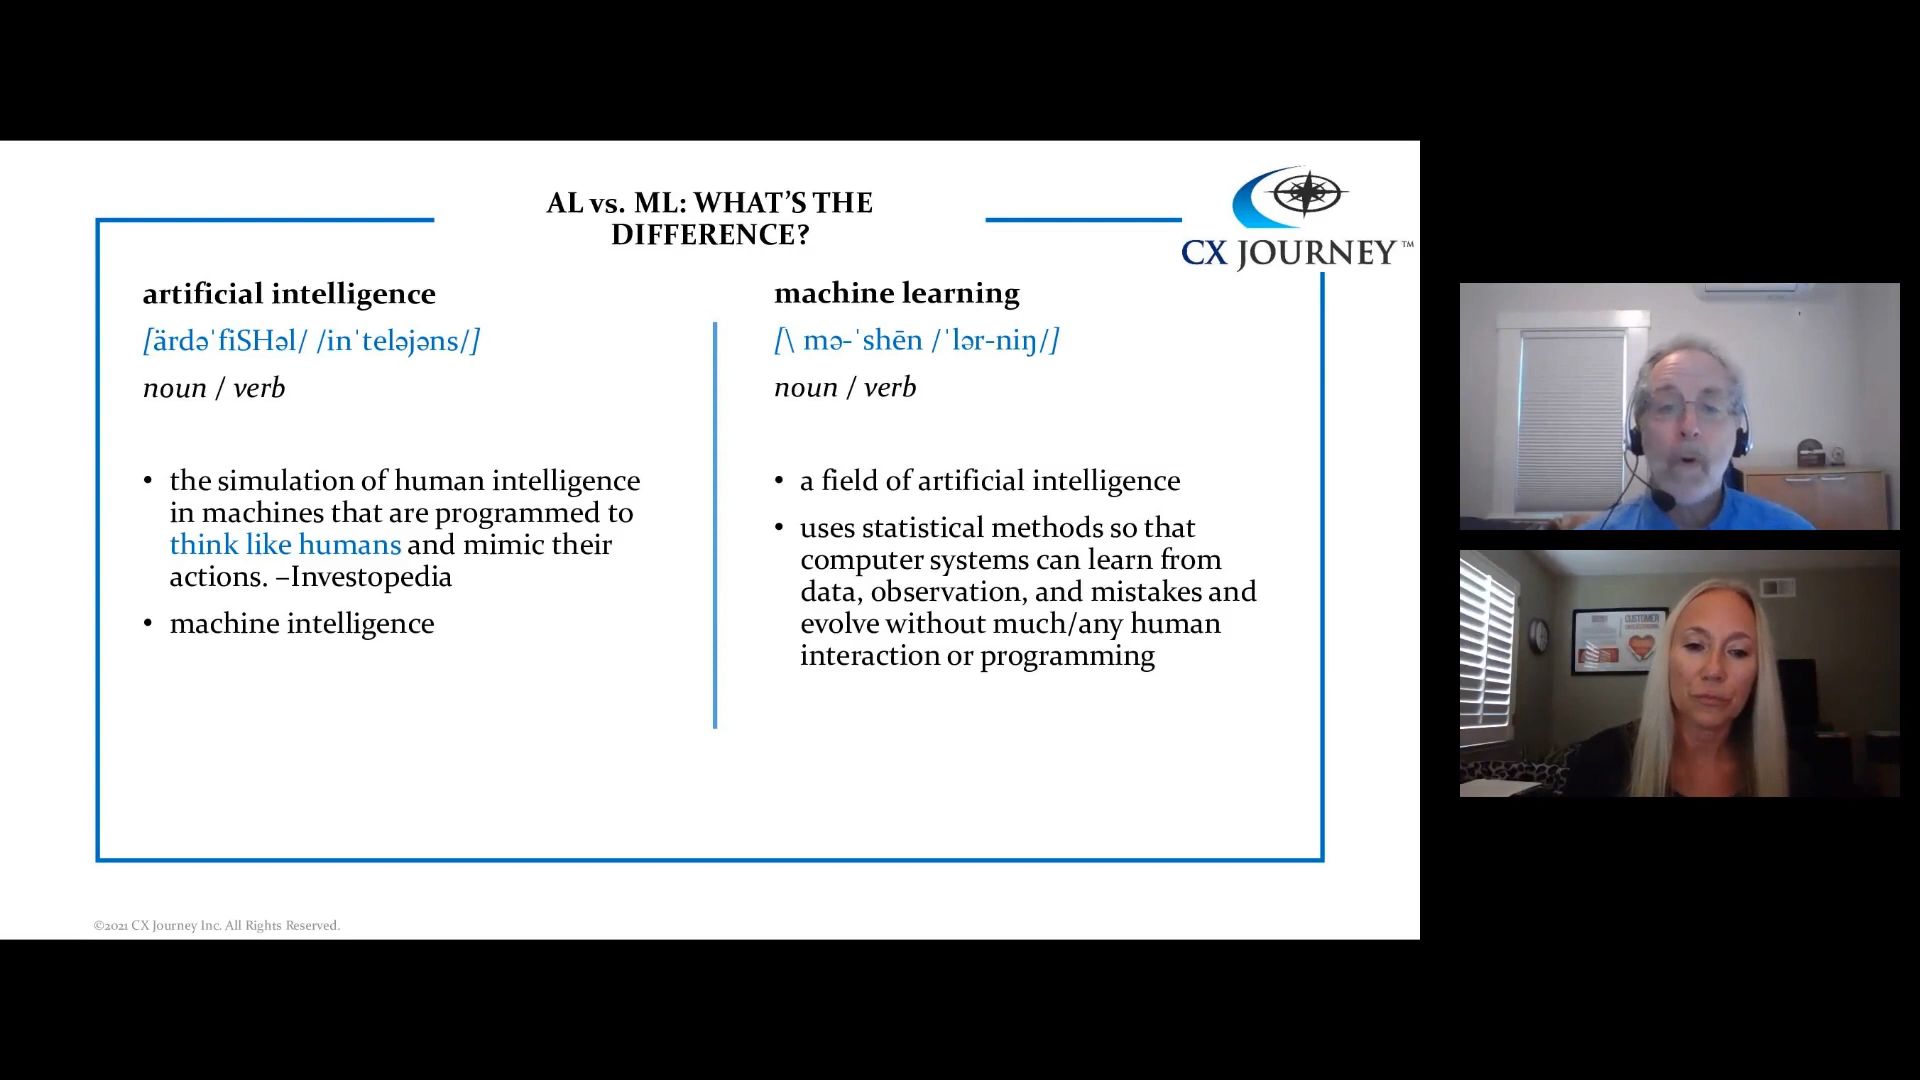 AL vs. ML: WHAT'S THE
DIFFERENCE?
CX JOURNEY™
artificial intelligence
[ärdəˈfiSHəl/ /inˈteləjəns/]
noun / verb
• the simulation of human intelligence
in machines that are programmed to
think like humans and mimic their
actions. –Investopedia
• machine intelligence
machine learning
[\ mə-ˈshēn /ˈlər-niŋ/]
noun / verb
• a field of artificial intelligence
• uses statistical methods so that
computer systems can learn from
data, observation, and mistakes and
evolve without much/any human
interaction or programming
©2021 CX Journey Inc. All Rights Reserved.
CUSTOMER